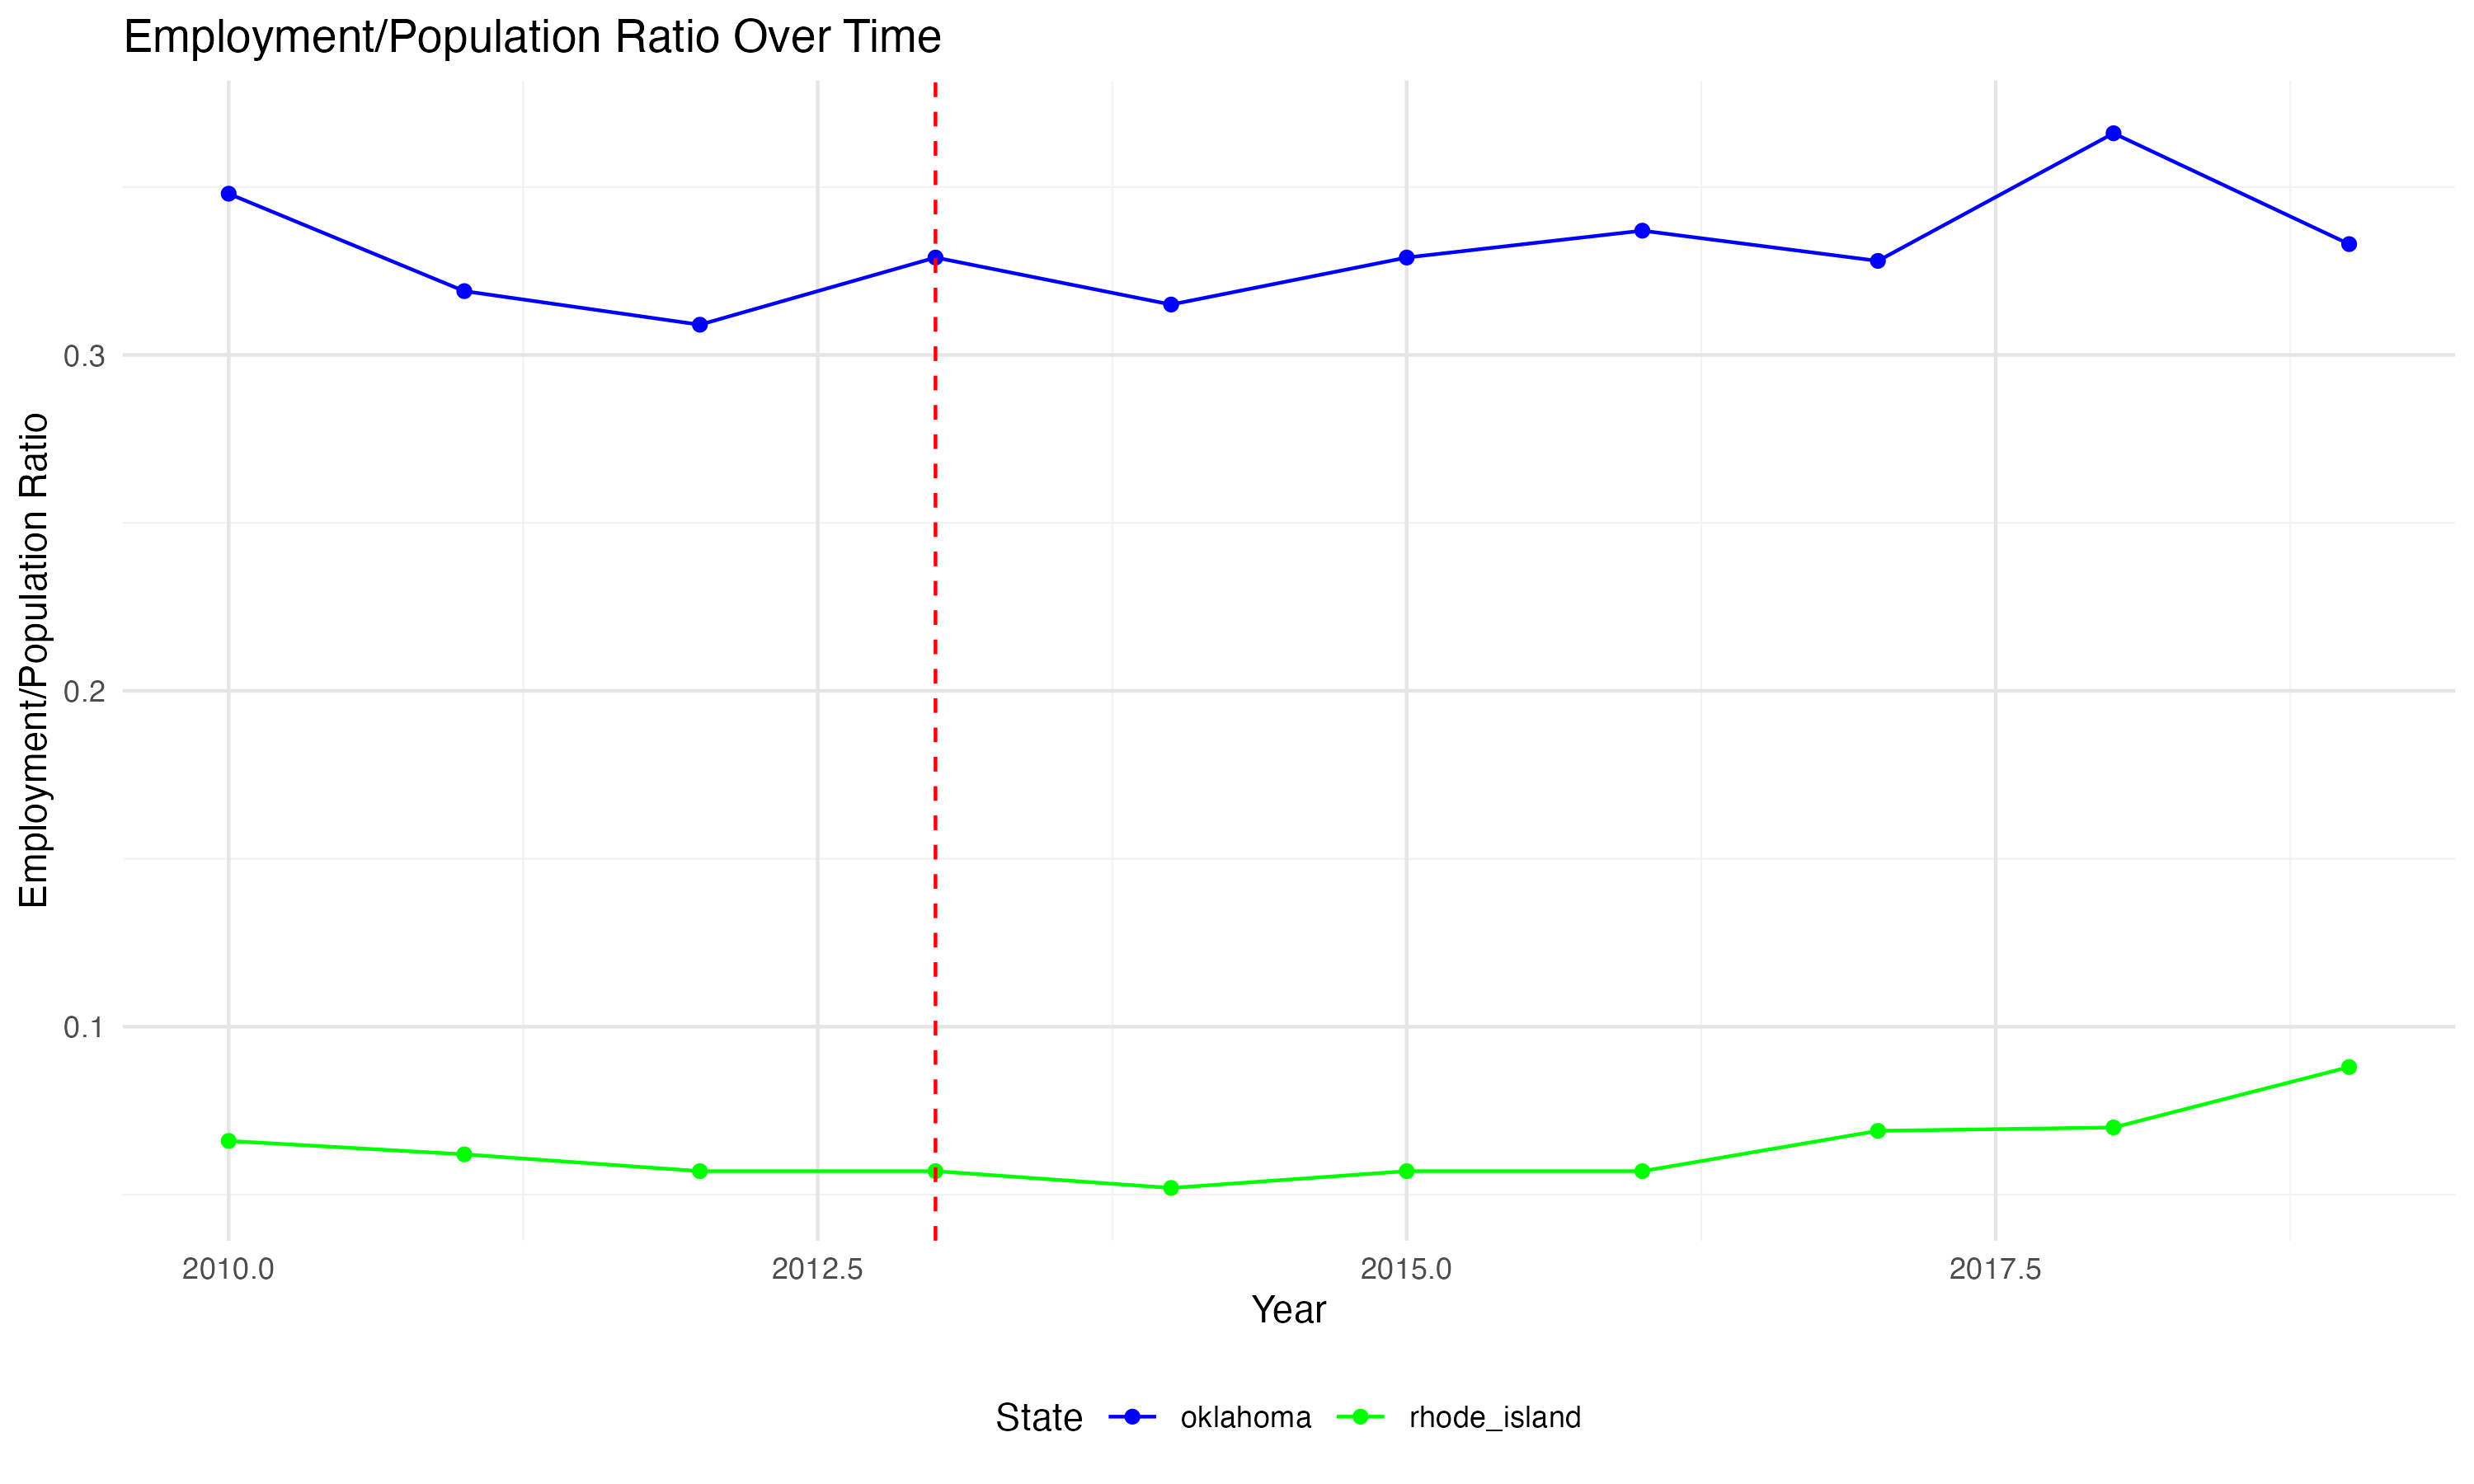 Employment/Population Ratio Over Time
Employment/Population Ratio
0.3
0.2
0.1
2010.0 2012.5 2015.0 2017.5
Year
State oklahoma rhode_island